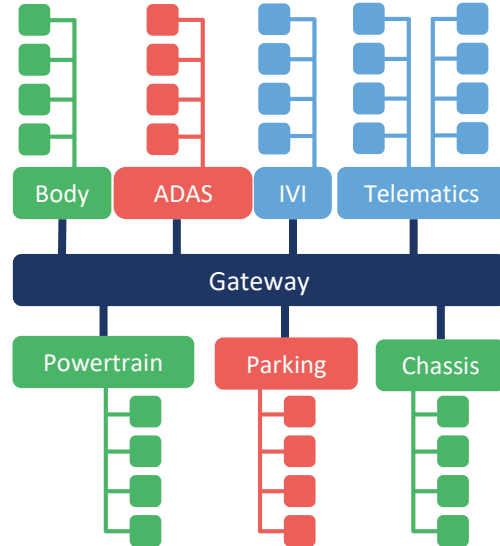 Body
ADAS
IVI
Telematics
Gateway
Powertrain
Parking
Chassis